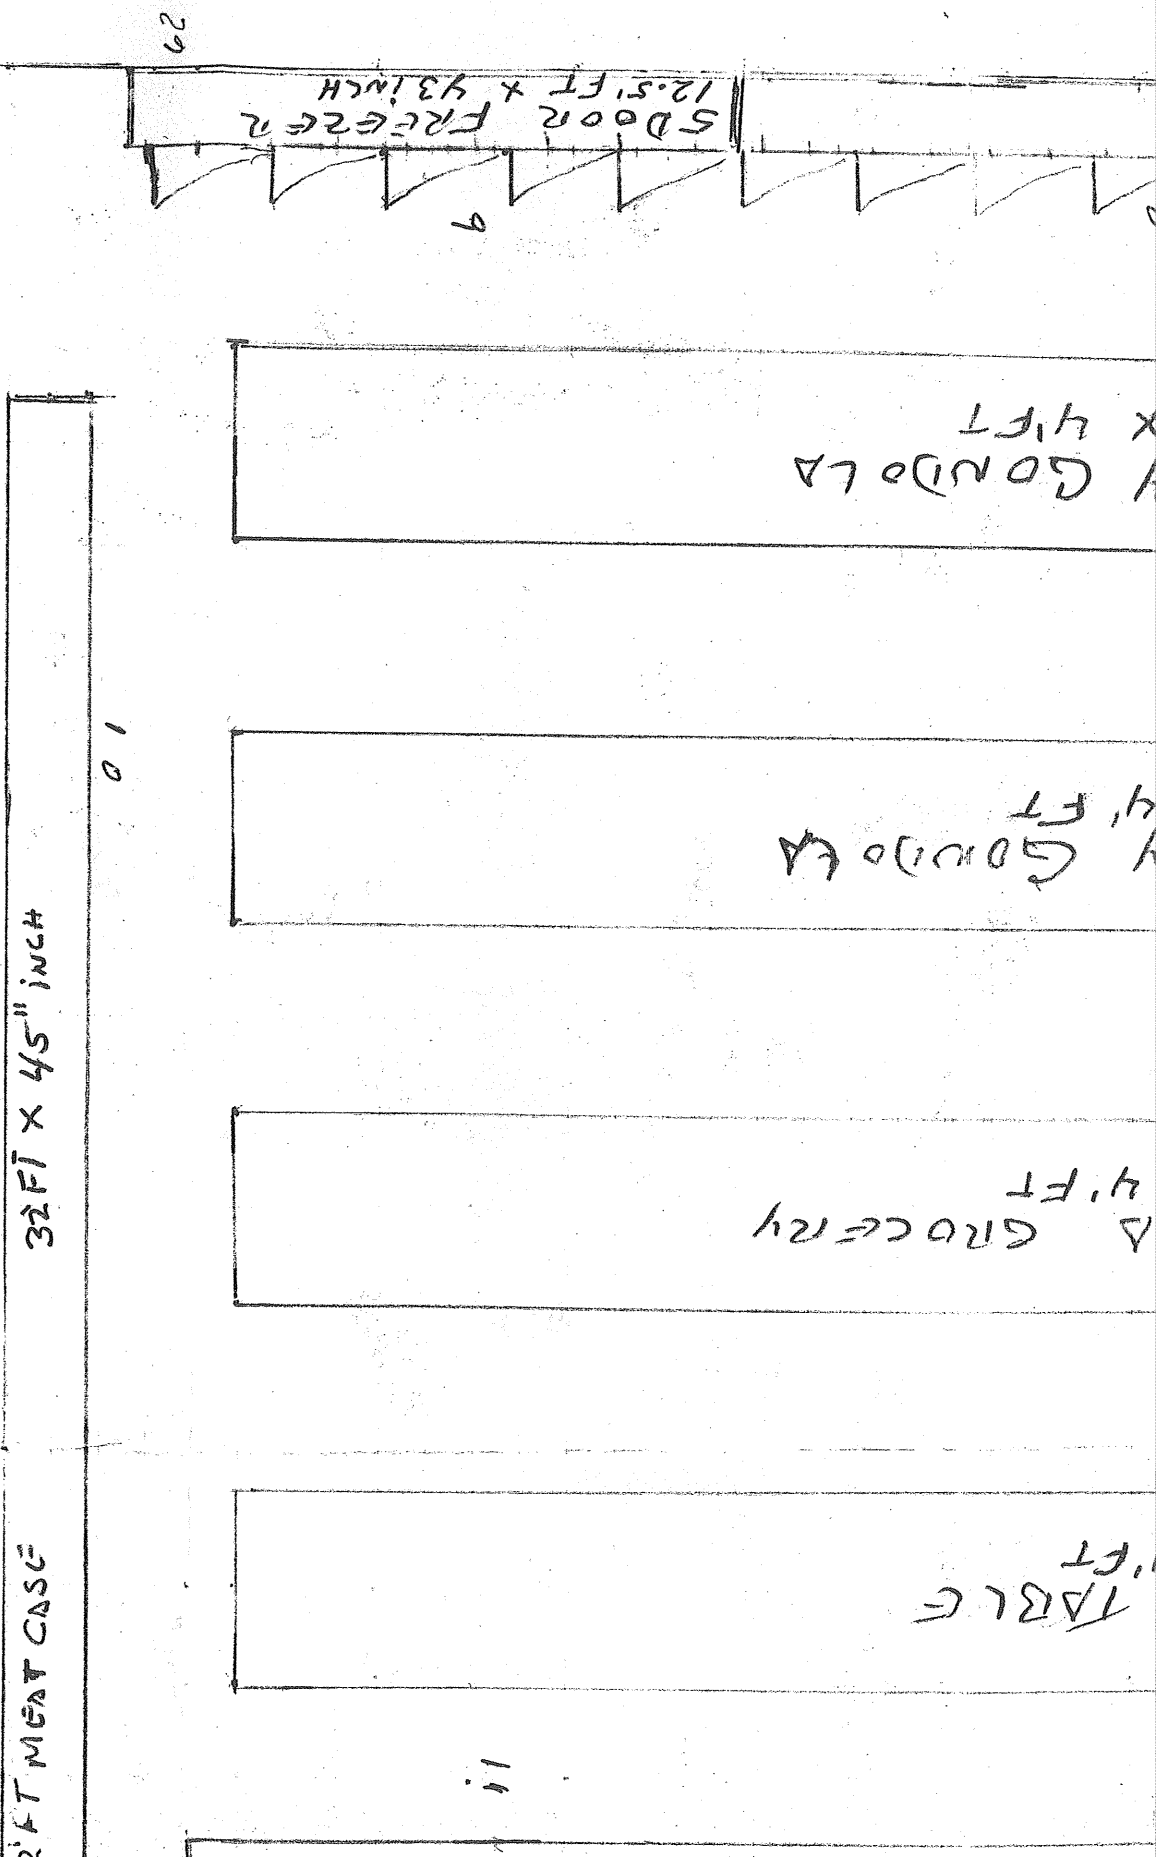 62
5 DOOR FREEZER
12.5' FT X 43 iNCH
9
GONDOLA
X 4' FT
10
GONDOLA
4' FT
32 FT X 45" iNCH
GROCERY
4' FT
TABLE
' FT
FT MEAT CASE